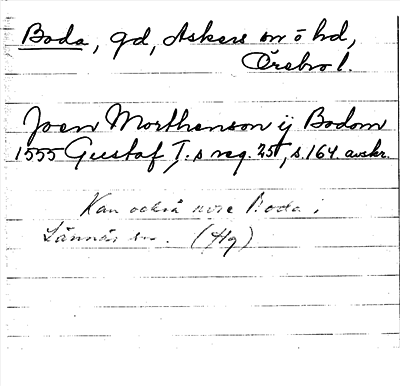 Boda, gd, Askers sn o hd,
Örebro l.
Joen Morthenson ij Bodom
1555 Gustaf I:s reg. 25, s. 164. avskr.
Kan också vara Boda i
Lännäs sn. (Hg)